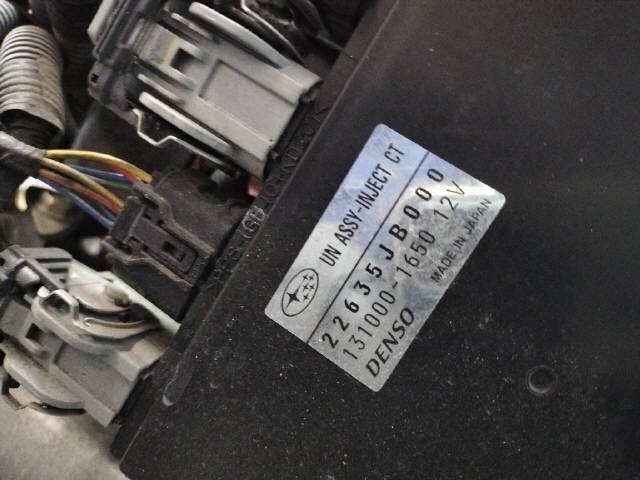 UN ASSY-INJECT CT
22635JB000
131000-1650 12V
DENSO
MADE IN JAPAN